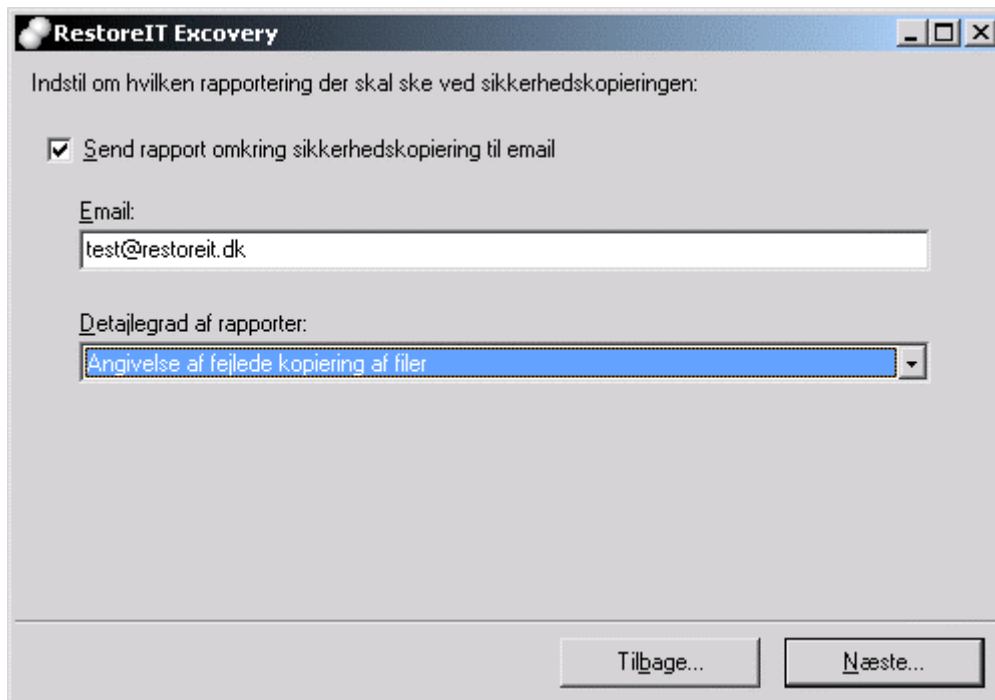 RestoreIT Excovery
Indstil om hvilken rapportering der skal ske ved sikkerhedskopieringen:
Send rapport omkring sikkerhedskopiering til email
Email:
test@restoreit.dk
Detajlegrad af rapporter:
Angivelse af fejlede kopiering af filer
Tilbage... Næste...